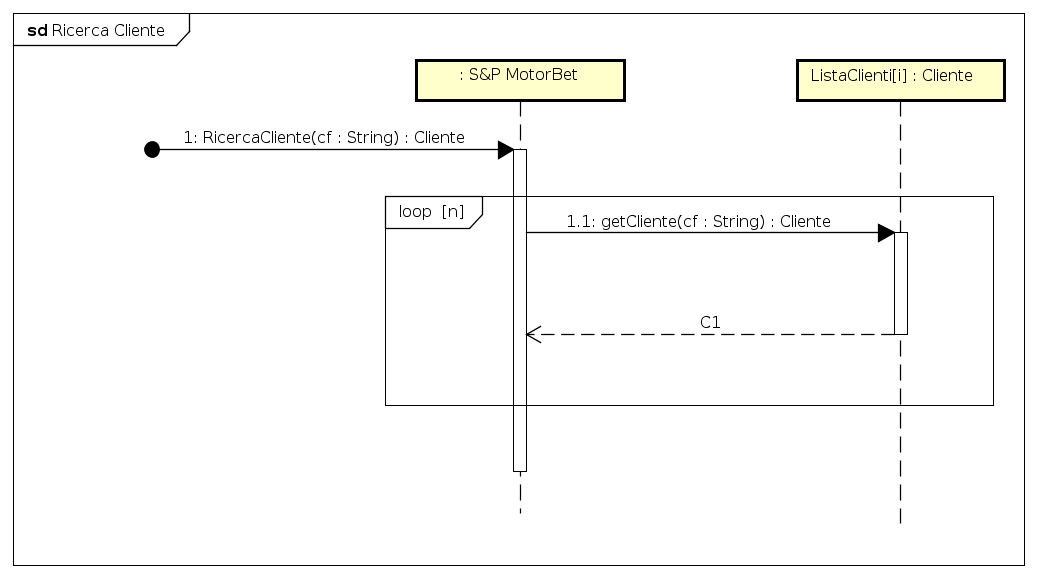 sd Ricerca Cliente
: S&P MotorBet
ListaClienti[i] : Cliente
1: RicercaCliente(cf : String) : Cliente
loop [n]
1.1: getCliente(cf : String) : Cliente
C1